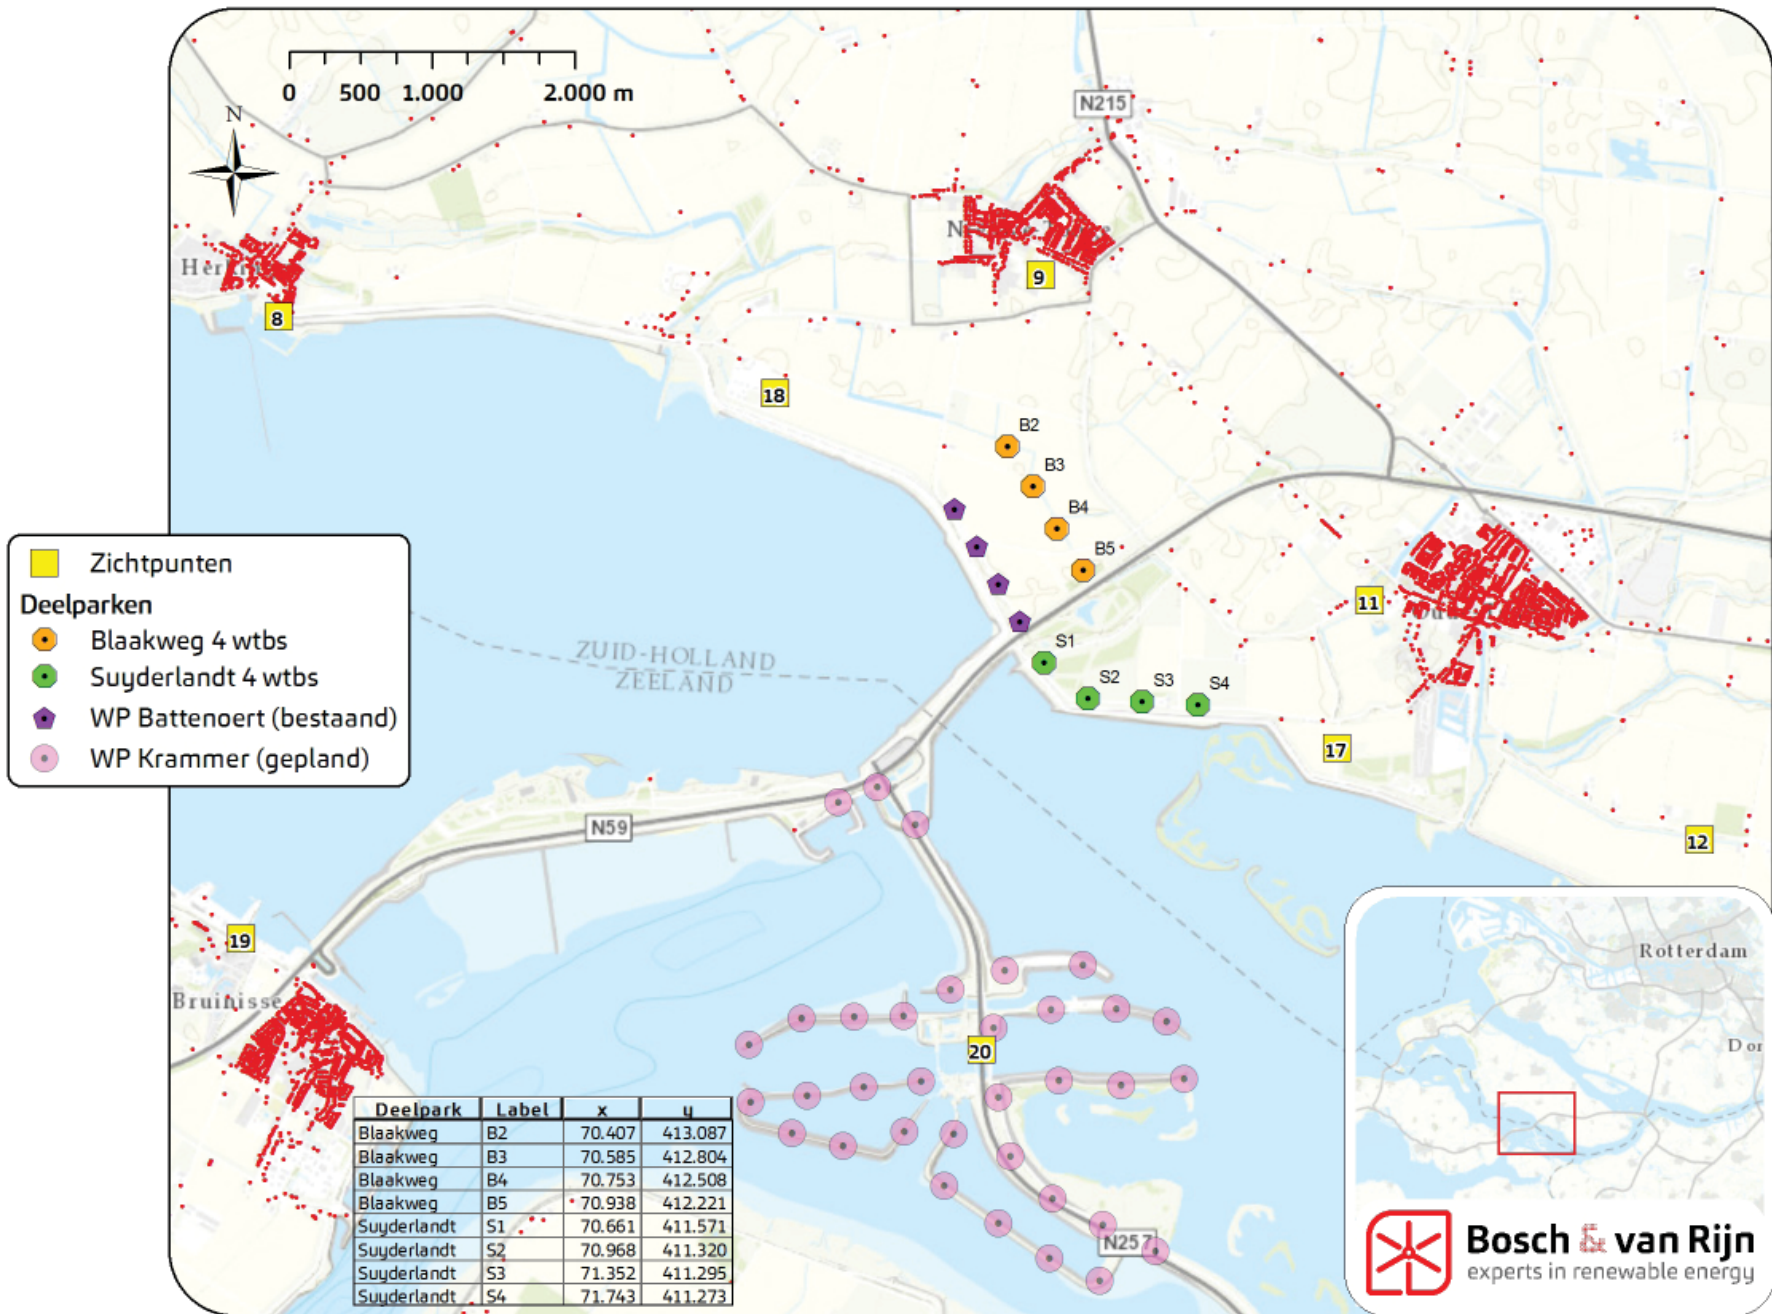 0 500 1.000 2.000 m
N
N215
8
9
18
B2
B3
B4
B5
11
S1
S2
S3
S4
17
12
ZUID-HOLLAND
ZEELAND
Zichtpunten
Deelparken
Blaakweg 4 wtbs
Suyderlandt 4 wtbs
WP Battenoert (bestaand)
WP Krammer (gepland)
N59
19
Bruinisse
20
N257
Deelpark Label x y
Blaakweg B2 70.407 413.087
Blaakweg B3 70.585 412.804
Blaakweg B4 70.753 412.508
Blaakweg B5 70.938 412.221
Suyderlandt S1 70.661 411.571
Suyderlandt S2 70.968 411.320
Suyderlandt S3 71.352 411.295
Suyderlandt S4 71.743 411.273
Rotterdam
Dor
Bosch & van Rijn
experts in renewable energy